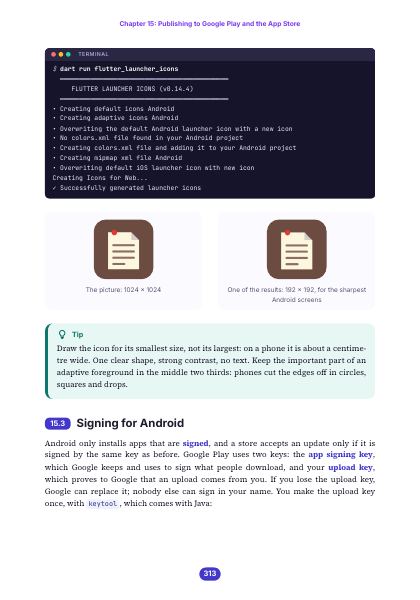 Chapter 15: Publishing to Google Play and the App Store
TERMINAL
$ dart run flutter_launcher_icons
════════════════════════════════════════════
FLUTTER LAUNCHER ICONS (v0.14.4)
════════════════════════════════════════════
• Creating default icons Android
• Creating adaptive icons Android
• Overwriting the default Android launcher icon with a new icon
• No colors.xml file found in your Android project
• Creating colors.xml file and adding it to your Android project
• Creating mipmap xml file Android
• Overwriting default iOS launcher icon with new icon
Creating Icons for Web...
✓ Successfully generated launcher icons
The picture: 1024 × 1024
One of the results: 192 × 192, for the sharpest
Android screens
Tip
Draw the icon for its smallest size, not its largest: on a phone it is about a centime-
tre wide. One clear shape, strong contrast, no text. Keep the important part of an
adaptive foreground in the middle two thirds: phones cut the edges off in circles,
squares and drops.
15.3 Signing for Android
Android only installs apps that are signed, and a store accepts an update only if it is
signed by the same key as before. Google Play uses two keys: the app signing key,
which Google keeps and uses to sign what people download, and your upload key,
which proves to Google that an upload comes from you. If you lose the upload key,
Google can replace it; nobody else can sign in your name. You make the upload key
once, with keytool, which comes with Java:
313